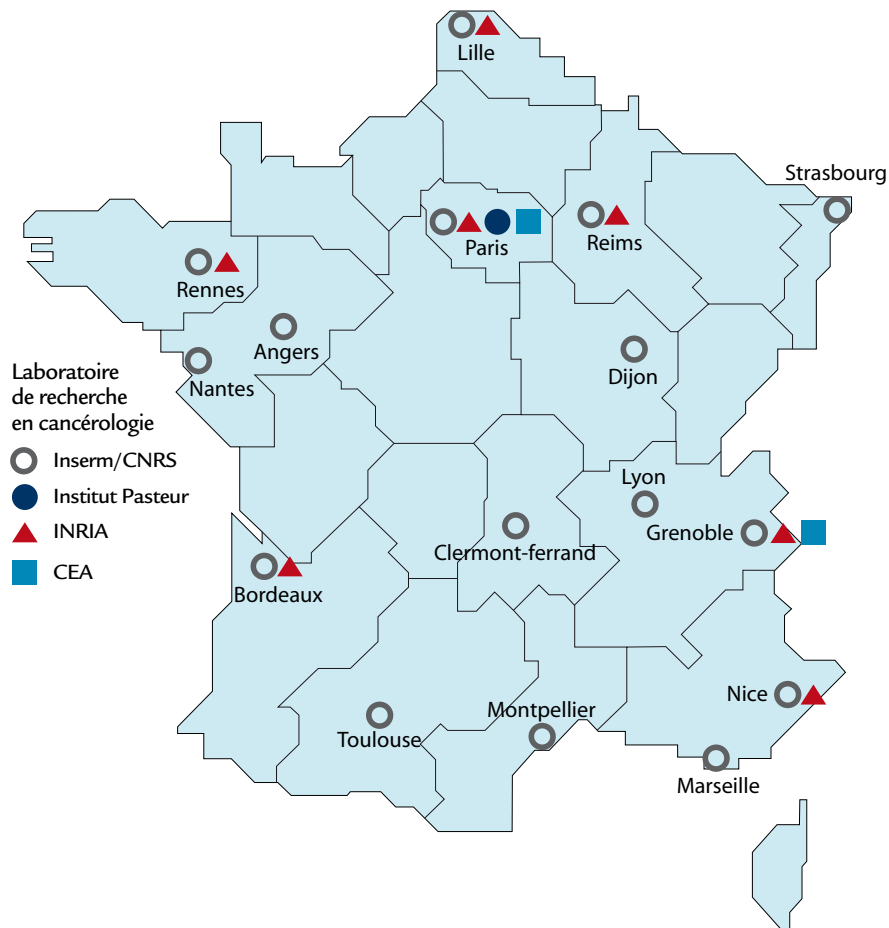 Lille
Strasbourg
Paris
Reims
Rennes
Angers
Nantes
Dijon
Laboratoire
de recherche
en cancérologie
Inserm/CNRS
Institut Pasteur
INRIA
CEA
Lyon
Grenoble
Clermont-ferrand
Bordeaux
Nice
Montpellier
Toulouse
Marseille